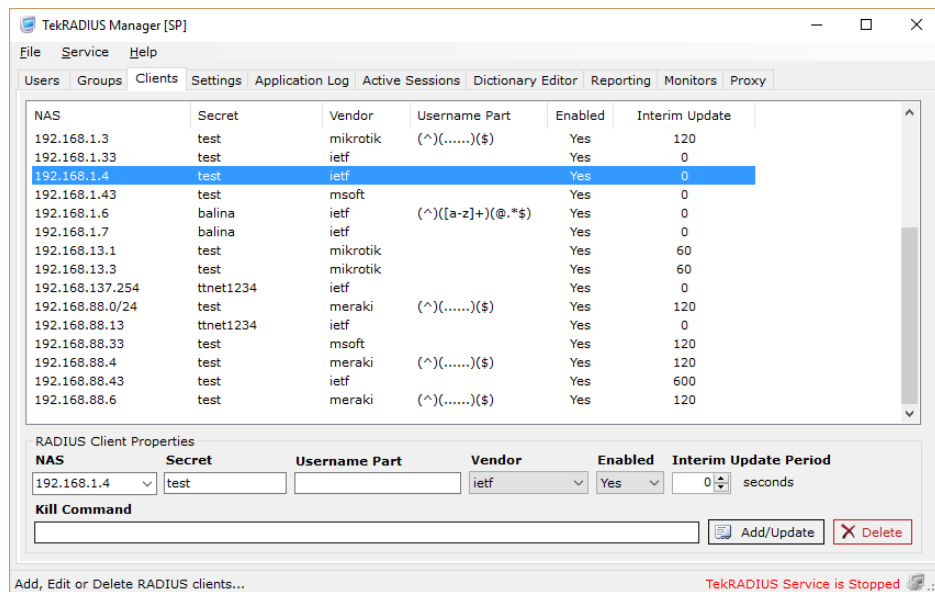 TekRADIUS Manager [SP]
File Service Help
Users Groups Clients Settings Application Log Active Sessions Dictionary Editor Reporting Monitors Proxy
NAS Secret Vendor Username Part Enabled Interim Update
192.168.1.3 test mikrotik (^)(......)($) Yes 120
192.168.1.33 test ietf Yes 0
192.168.1.4 test ietf Yes 0
192.168.1.43 test msoft Yes 0
192.168.1.6 balina ietf (^)([a-z]+)(@.*$) Yes 0
192.168.1.7 balina ietf Yes 0
192.168.13.1 test mikrotik Yes 60
192.168.13.3 test mikrotik Yes 60
192.168.137.254 ttnet1234 ietf Yes 0
192.168.88.0/24 test meraki (^)(......)($) Yes 120
192.168.88.13 ttnet1234 ietf Yes 0
192.168.88.33 test msoft Yes 120
192.168.88.4 test meraki (^)(......)($) Yes 120
192.168.88.43 test ietf Yes 600
192.168.88.6 test meraki (^)(......)($) Yes 120
RADIUS Client Properties
NAS Secret Username Part Vendor Enabled Interim Update Period
192.168.1.4 test ietf Yes 0 seconds
Kill Command
Add/Update Delete
Add, Edit or Delete RADIUS clients... TekRADIUS Service is Stopped